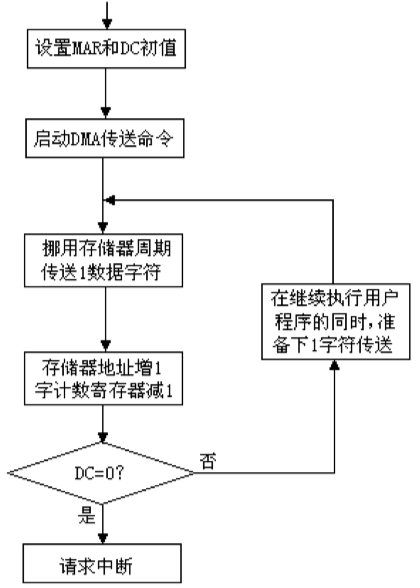 设置MAR和DC初值
启动DMA传送命令
挪用存储器周期
传送1数据字符
在继续执行用户
程序的同时,准
备下1字符传送
存储器地址增1
字计数寄存器减1
DC=0?
否
是
请求中断